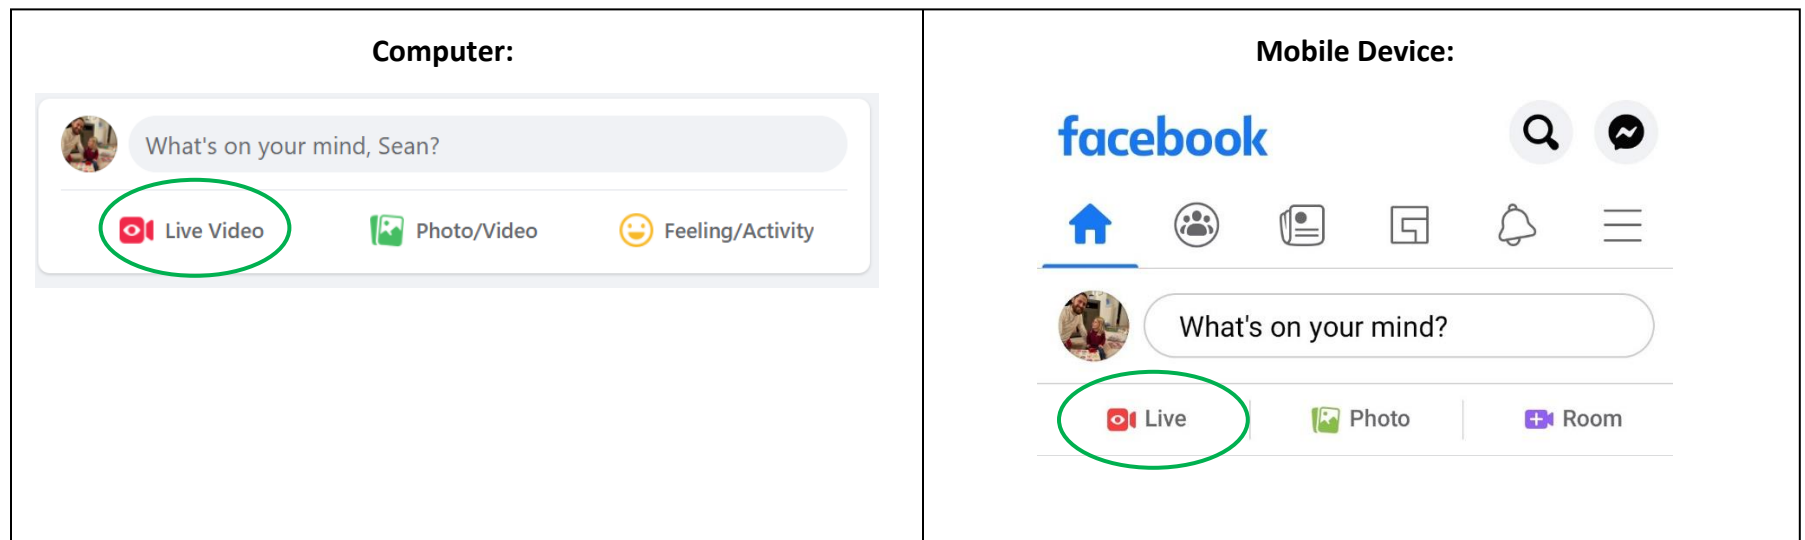 Computer:
What's on your mind, Sean?
Live Video
Photo/Video
Feeling/Activity
Mobile Device:
facebook
What's on your mind?
Live
Photo
Room